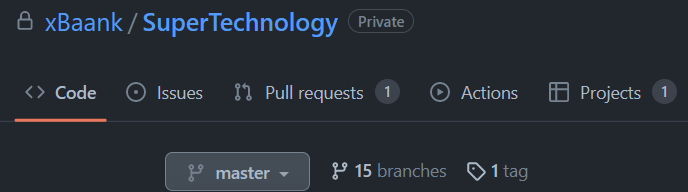 xBaank / SuperTechnology Private
Code Issues Pull requests 1 Actions Projects 1
master 15 branches 1 tag